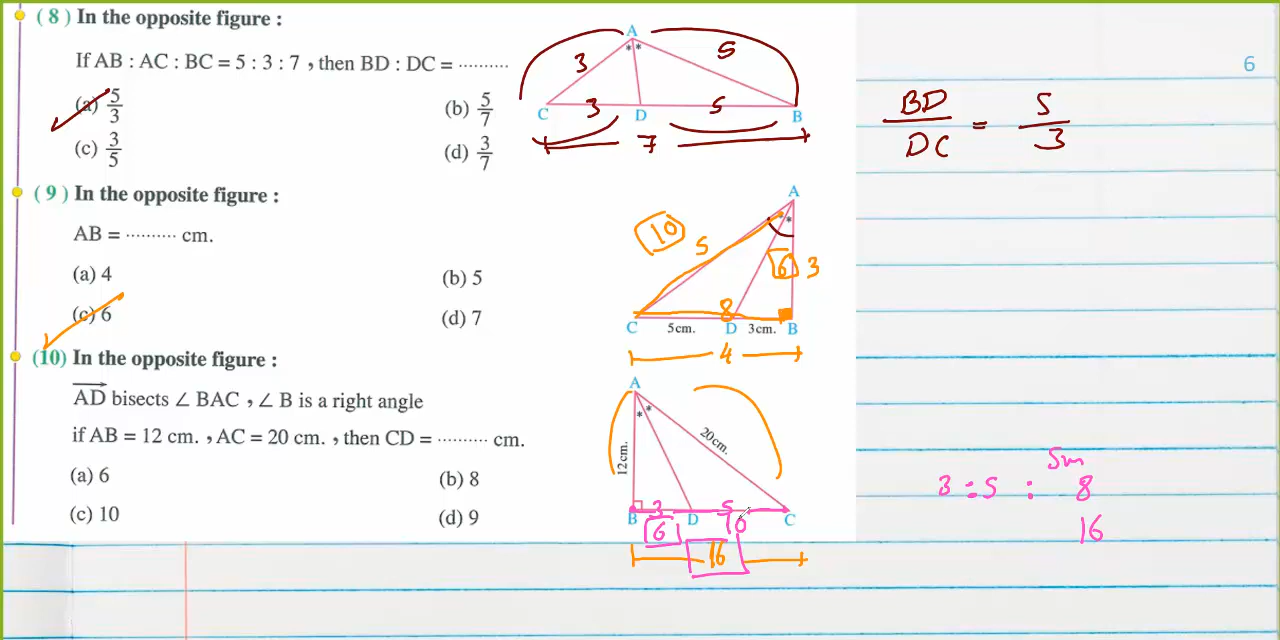 (8) In the opposite figure :
If AB : AC : BC = 5 : 3 : 7 , then BD : DC = ··········
(a) 5/3
(b) 5/7
(c) 3/5
(d) 3/7
A
* *
3
5
C
3
D
5
B
7
6
BD/DC = 5/3
(9) In the opposite figure :
AB = ·········· cm.
(a) 4
(b) 5
(c) 6
(d) 7
A
* *
10
5
6
3
8
C
5cm.
D
3cm.
B
4
(10) In the opposite figure :
AD bisects ∠ BAC , ∠ B is a right angle
if AB = 12 cm. , AC = 20 cm. , then CD = ·········· cm.
(a) 6
(b) 8
(c) 10
(d) 9
A
* *
12cm.
20cm.
3
5
B
D
C
6
10
16
Sum
3 : 5 : 8
16